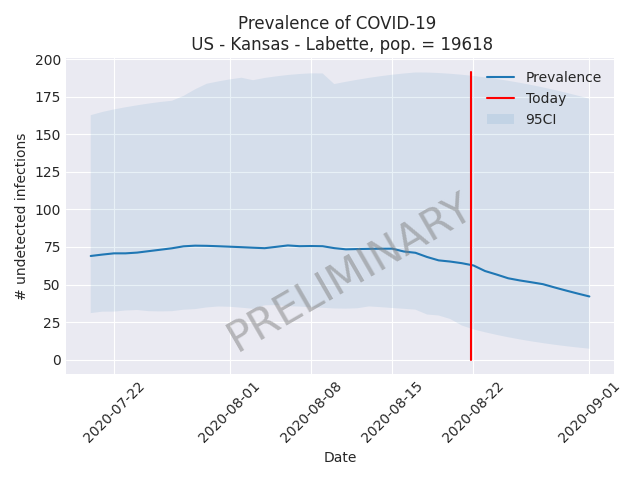 Prevalence of COVID-19
US - Kansas - Labette, pop. = 19618
200
175
150
125
100
75
50
25
0
# undetected infections
Prevalence
Today
95CI
PRELIMINARY
2020-07-22
2020-08-01
2020-08-08
2020-08-15
2020-08-22
2020-09-01
Date